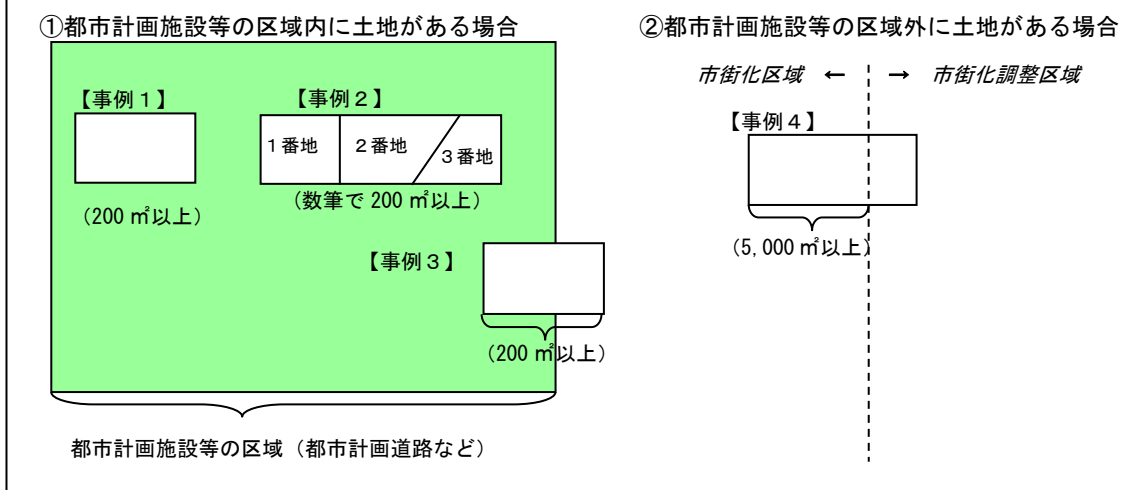 ①都市計画施設等の区域内に土地がある場合
【事例１】
【事例２】
１番地
２番地
３番地
（200 ㎡以上）
（数筆で 200 ㎡以上）
【事例３】
（200 ㎡以上）
都市計画施設等の区域（都市計画道路など）
②都市計画施設等の区域外に土地がある場合
市街化区域 ← → 市街化調整区域
【事例４】
（5,000 ㎡以上）